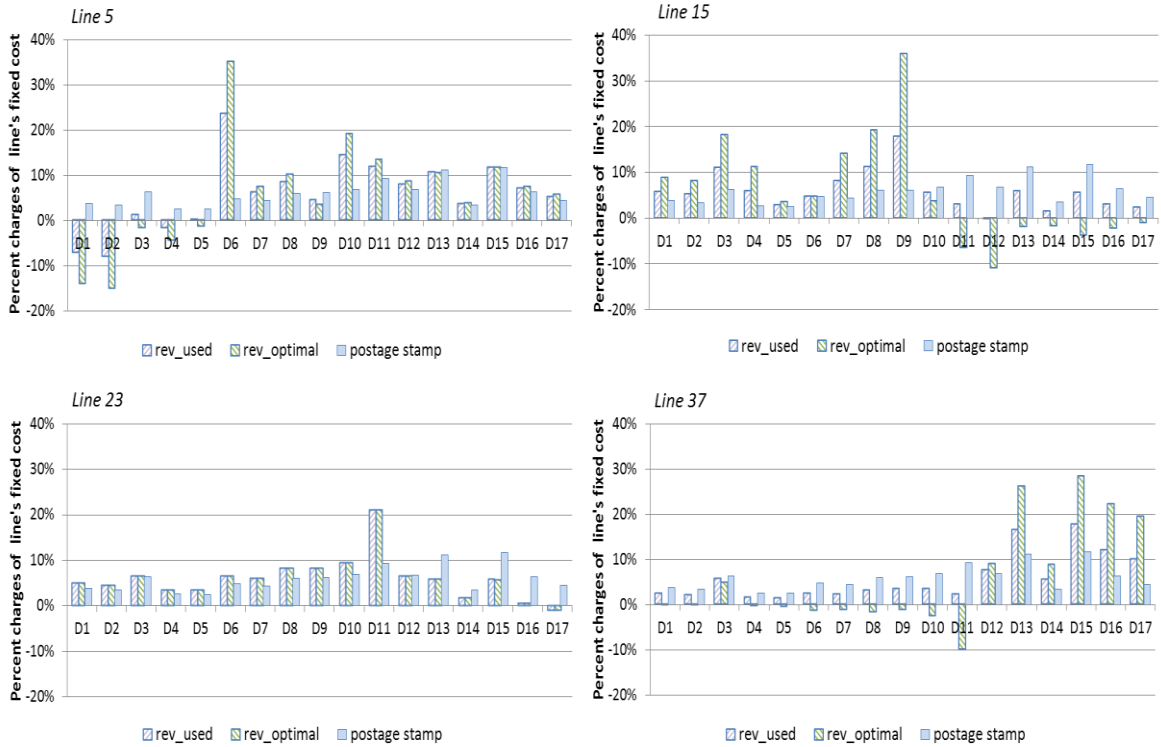 Line 5
Percent charges of line's fixed cost
40%
30%
20%
10%
0%
-10%
-20%
D1 D2 D3 D4 D5 D6 D7 D8 D9 D10 D11 D12 D13 D14 D15 D16 D17
rev_used rev_optimal postage stamp
Line 15
Percent charges of line's fixed cost
40%
30%
20%
10%
0%
-10%
-20%
D1 D2 D3 D4 D5 D6 D7 D8 D9 D10 D11 D12 D13 D14 D15 D16 D17
rev_used rev_optimal postage stamp
Line 23
Percent charges of line's fixed cost
40%
30%
20%
10%
0%
-10%
-20%
D1 D2 D3 D4 D5 D6 D7 D8 D9 D10 D11 D12 D13 D14 D15 D16 D17
rev_used rev_optimal postage stamp
Line 37
Percent charges of line's fixed cost
40%
30%
20%
10%
0%
-10%
-20%
D1 D2 D3 D4 D5 D6 D7 D8 D9 D10 D11 D12 D13 D14 D15 D16 D17
rev_used rev_optimal postage stamp